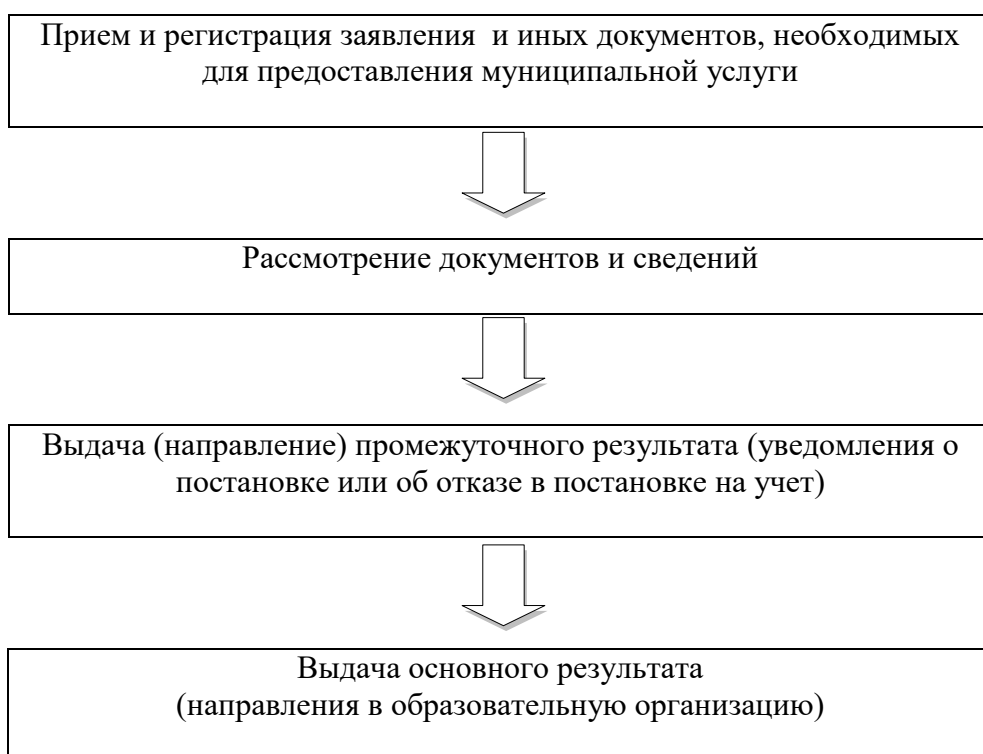 Прием и регистрация заявления  и иных документов, необходимых
для предоставления муниципальной услуги
Рассмотрение документов и сведений
Выдача (направление) промежуточного результата (уведомления о
постановке или об отказе в постановке на учет)
Выдача основного результата
(направления в образовательную организацию)